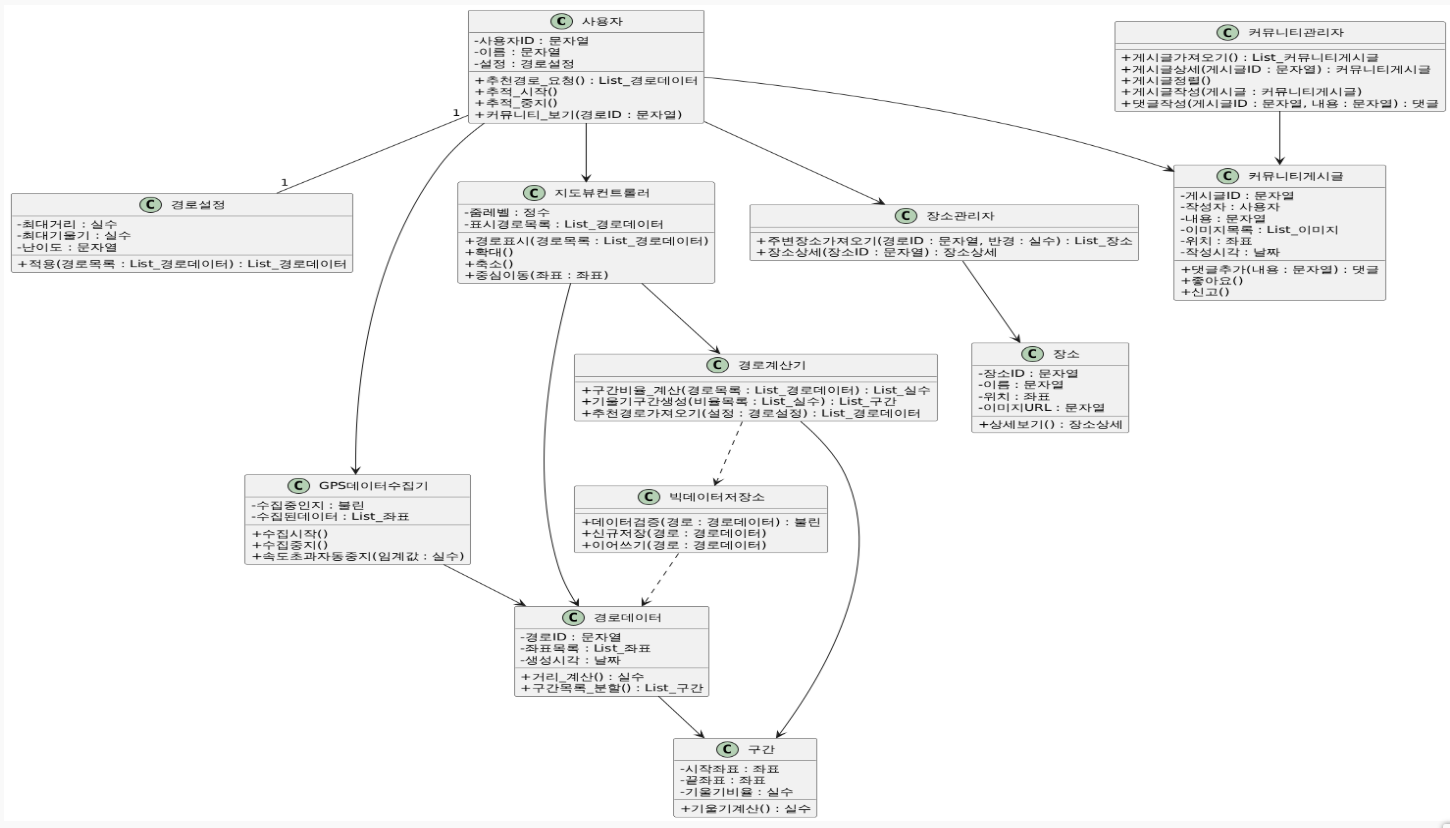 C 사용자
-사용자ID : 문자열
-이름 : 문자열
-설정 : 경로설정
+추천경로_요청() : List_경로데이터
+추적_시작()
+추적_중지()
+커뮤니티_보기(경로ID : 문자열)
C 커뮤니티관리자
+게시글가져오기() : List_커뮤니티게시글
+게시글상세(게시글ID : 문자열) : 커뮤니티게시글
+게시글정렬()
+게시글작성(게시글 : 커뮤니티게시글)
+댓글작성(게시글ID : 문자열, 내용 : 문자열) : 댓글
1
1
C 경로설정
-최대거리 : 실수
-최대기울기 : 실수
-난이도 : 문자열
+적용(경로목록 : List_경로데이터) : List_경로데이터
C 지도뷰컨트롤러
-줌레벨 : 정수
-표시경로목록 : List_경로데이터
+경로표시(경로목록 : List_경로데이터)
+확대()
+축소()
+중심이동(좌표 : 좌표)
C 장소관리자
+주변장소가져오기(경로ID : 문자열, 반경 : 실수) : List_장소
+장소상세(장소ID : 문자열) : 장소상세
C 커뮤니티게시글
-게시글ID : 문자열
-작성자 : 사용자
-내용 : 문자열
-이미지목록 : List_이미지
-위치 : 좌표
-작성시각 : 날짜
+댓글추가(내용 : 문자열) : 댓글
+좋아요()
+신고()
C 경로계산기
+구간비율_계산(경로목록 : List_경로데이터) : List_실수
+기울기구간생성(비율목록 : List_실수) : List_구간
+추천경로가져오기(설정 : 경로설정) : List_경로데이터
C 장소
-장소ID : 문자열
-이름 : 문자열
-위치 : 좌표
-이미지URL : 문자열
+상세보기() : 장소상세
C GPS데이터수집기
-수집중인지 : 불린
-수집된데이터 : List_좌표
+수집시작()
+수집중지()
+속도초과자동중지(임계값 : 실수)
C 빅데이터저장소
+데이터검증(경로 : 경로데이터) : 불린
+신규저장(경로 : 경로데이터)
+이어쓰기(경로 : 경로데이터)
C 경로데이터
-경로ID : 문자열
-좌표목록 : List_좌표
-생성시각 : 날짜
+거리_계산() : 실수
+구간목록_분할() : List_구간
C 구간
-시작좌표 : 좌표
-끝좌표 : 좌표
-기울기비율 : 실수
+기울기계산() : 실수